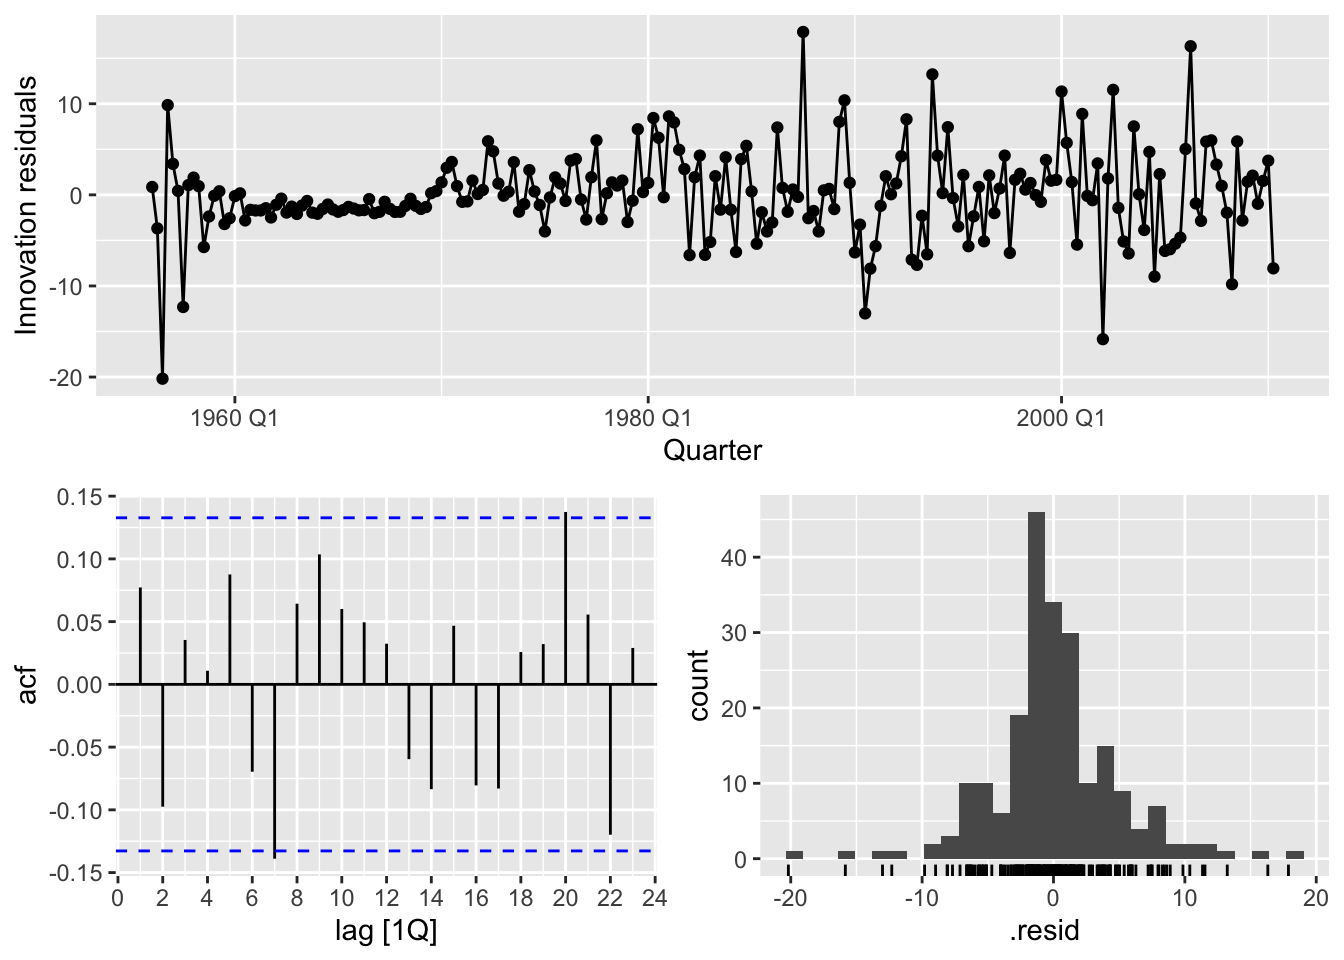 Innovation residuals
10
0
-10
-20
1960 Q1 1980 Q1 2000 Q1
Quarter
acf
0.15
0.10
0.05
0.00
-0.05
-0.10
-0.15
0 2 4 6 8 10 12 14 16 18 20 22 24
lag [1Q]
count
40
30
20
10
0
-20 -10 0 10 20
.resid